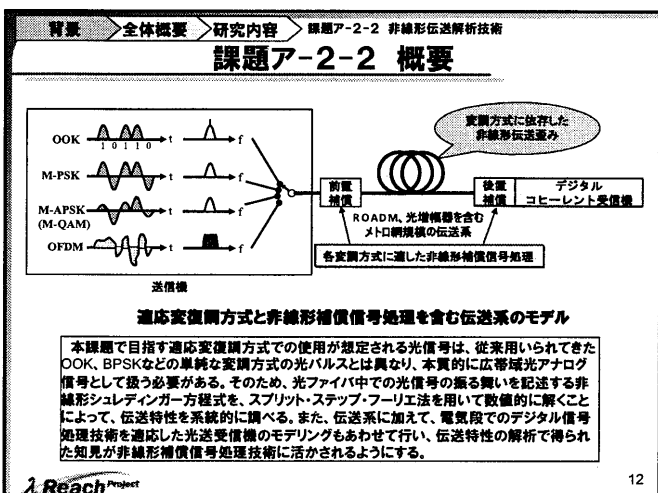 背景 全体概要 研究内容 課題ア-2-2 非線形伝送解析技術
課題ア-2-2 概要
OOK 1 0 1 1 0 t f
M-PSK t f
M-APSK t f
(M-QAM)
OFDM t f
送信機
前置
補償
変調方式に依存した
非線形伝送歪み
後置
補償
デジタル
コヒーレント受信機
ROADM、光増幅器を含む
メトロ網規模の伝送系
各変調方式に適した非線形補償信号処理
適応変復調方式と非線形補償信号処理を含む伝送系のモデル
本課題で目指す適応変復調方式での使用が想定される光信号は、従来用いられてきた
OOK、BPSKなどの単純な変調方式の光パルスとは異なり、本質的に広帯域光アナログ
信号として扱う必要がある。そのため、光ファイバ中での光信号の振る舞いを記述する非
線形シュレディンガー方程式を、スプリット・ステップ・フーリエ法を用いて数値的に解くこと
によって、伝送特性を系統的に調べる。また、伝送系に加えて、電気段でのデジタル信号
処理技術を適応した光送受信機のモデリングもあわせて行い、伝送特性の解析で得られ
た知見が非線形補償信号処理技術に活かされるようにする。
λ Reach Project
12